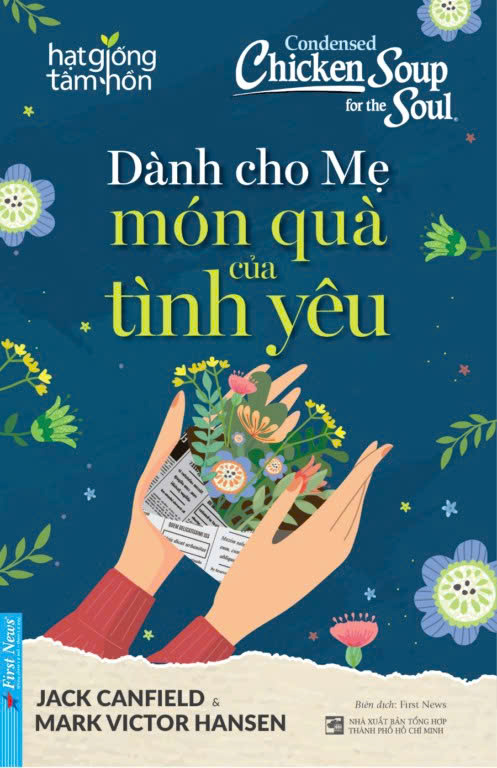 hạt giống
tâm hồn
Condensed
Chicken Soup
for the
Soul®
Dành cho Mẹ
món quà
của
tình yêu
First News
JACK CANFIELD &
MARK VICTOR HANSEN
Biên dịch: First News
NHÀ XUẤT BẢN TỔNG HỢP
THÀNH PHỐ HỒ CHÍ MINH